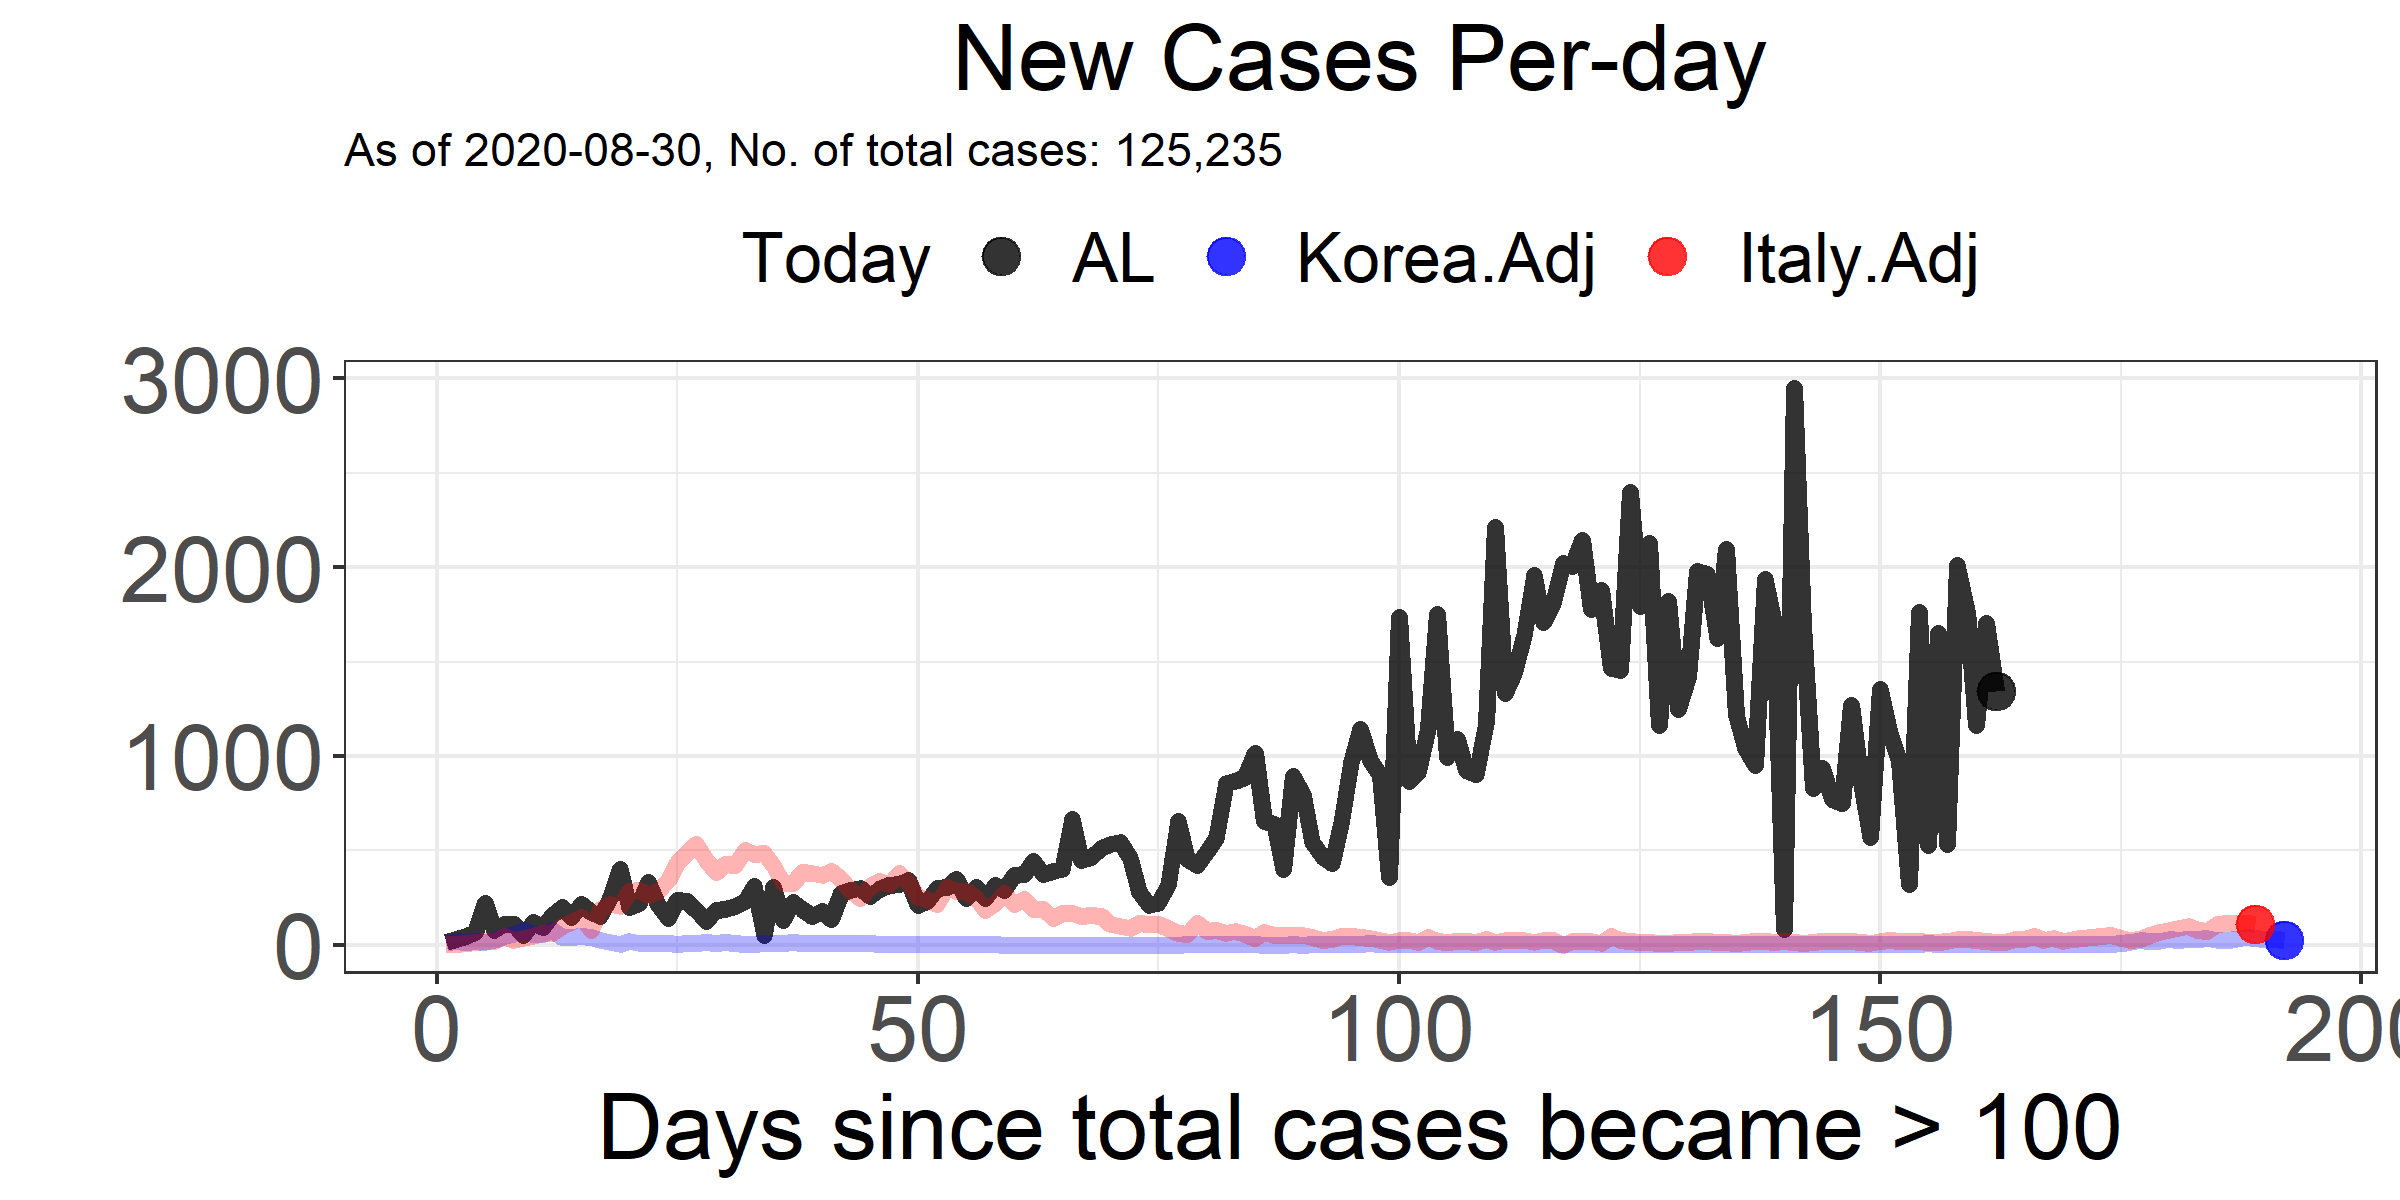 New Cases Per-day
As of 2020-08-30, No. of total cases: 125,235
Today AL Korea.Adj Italy.Adj
3000
2000
1000
0
0 50 100 150 200
Days since total cases became > 100